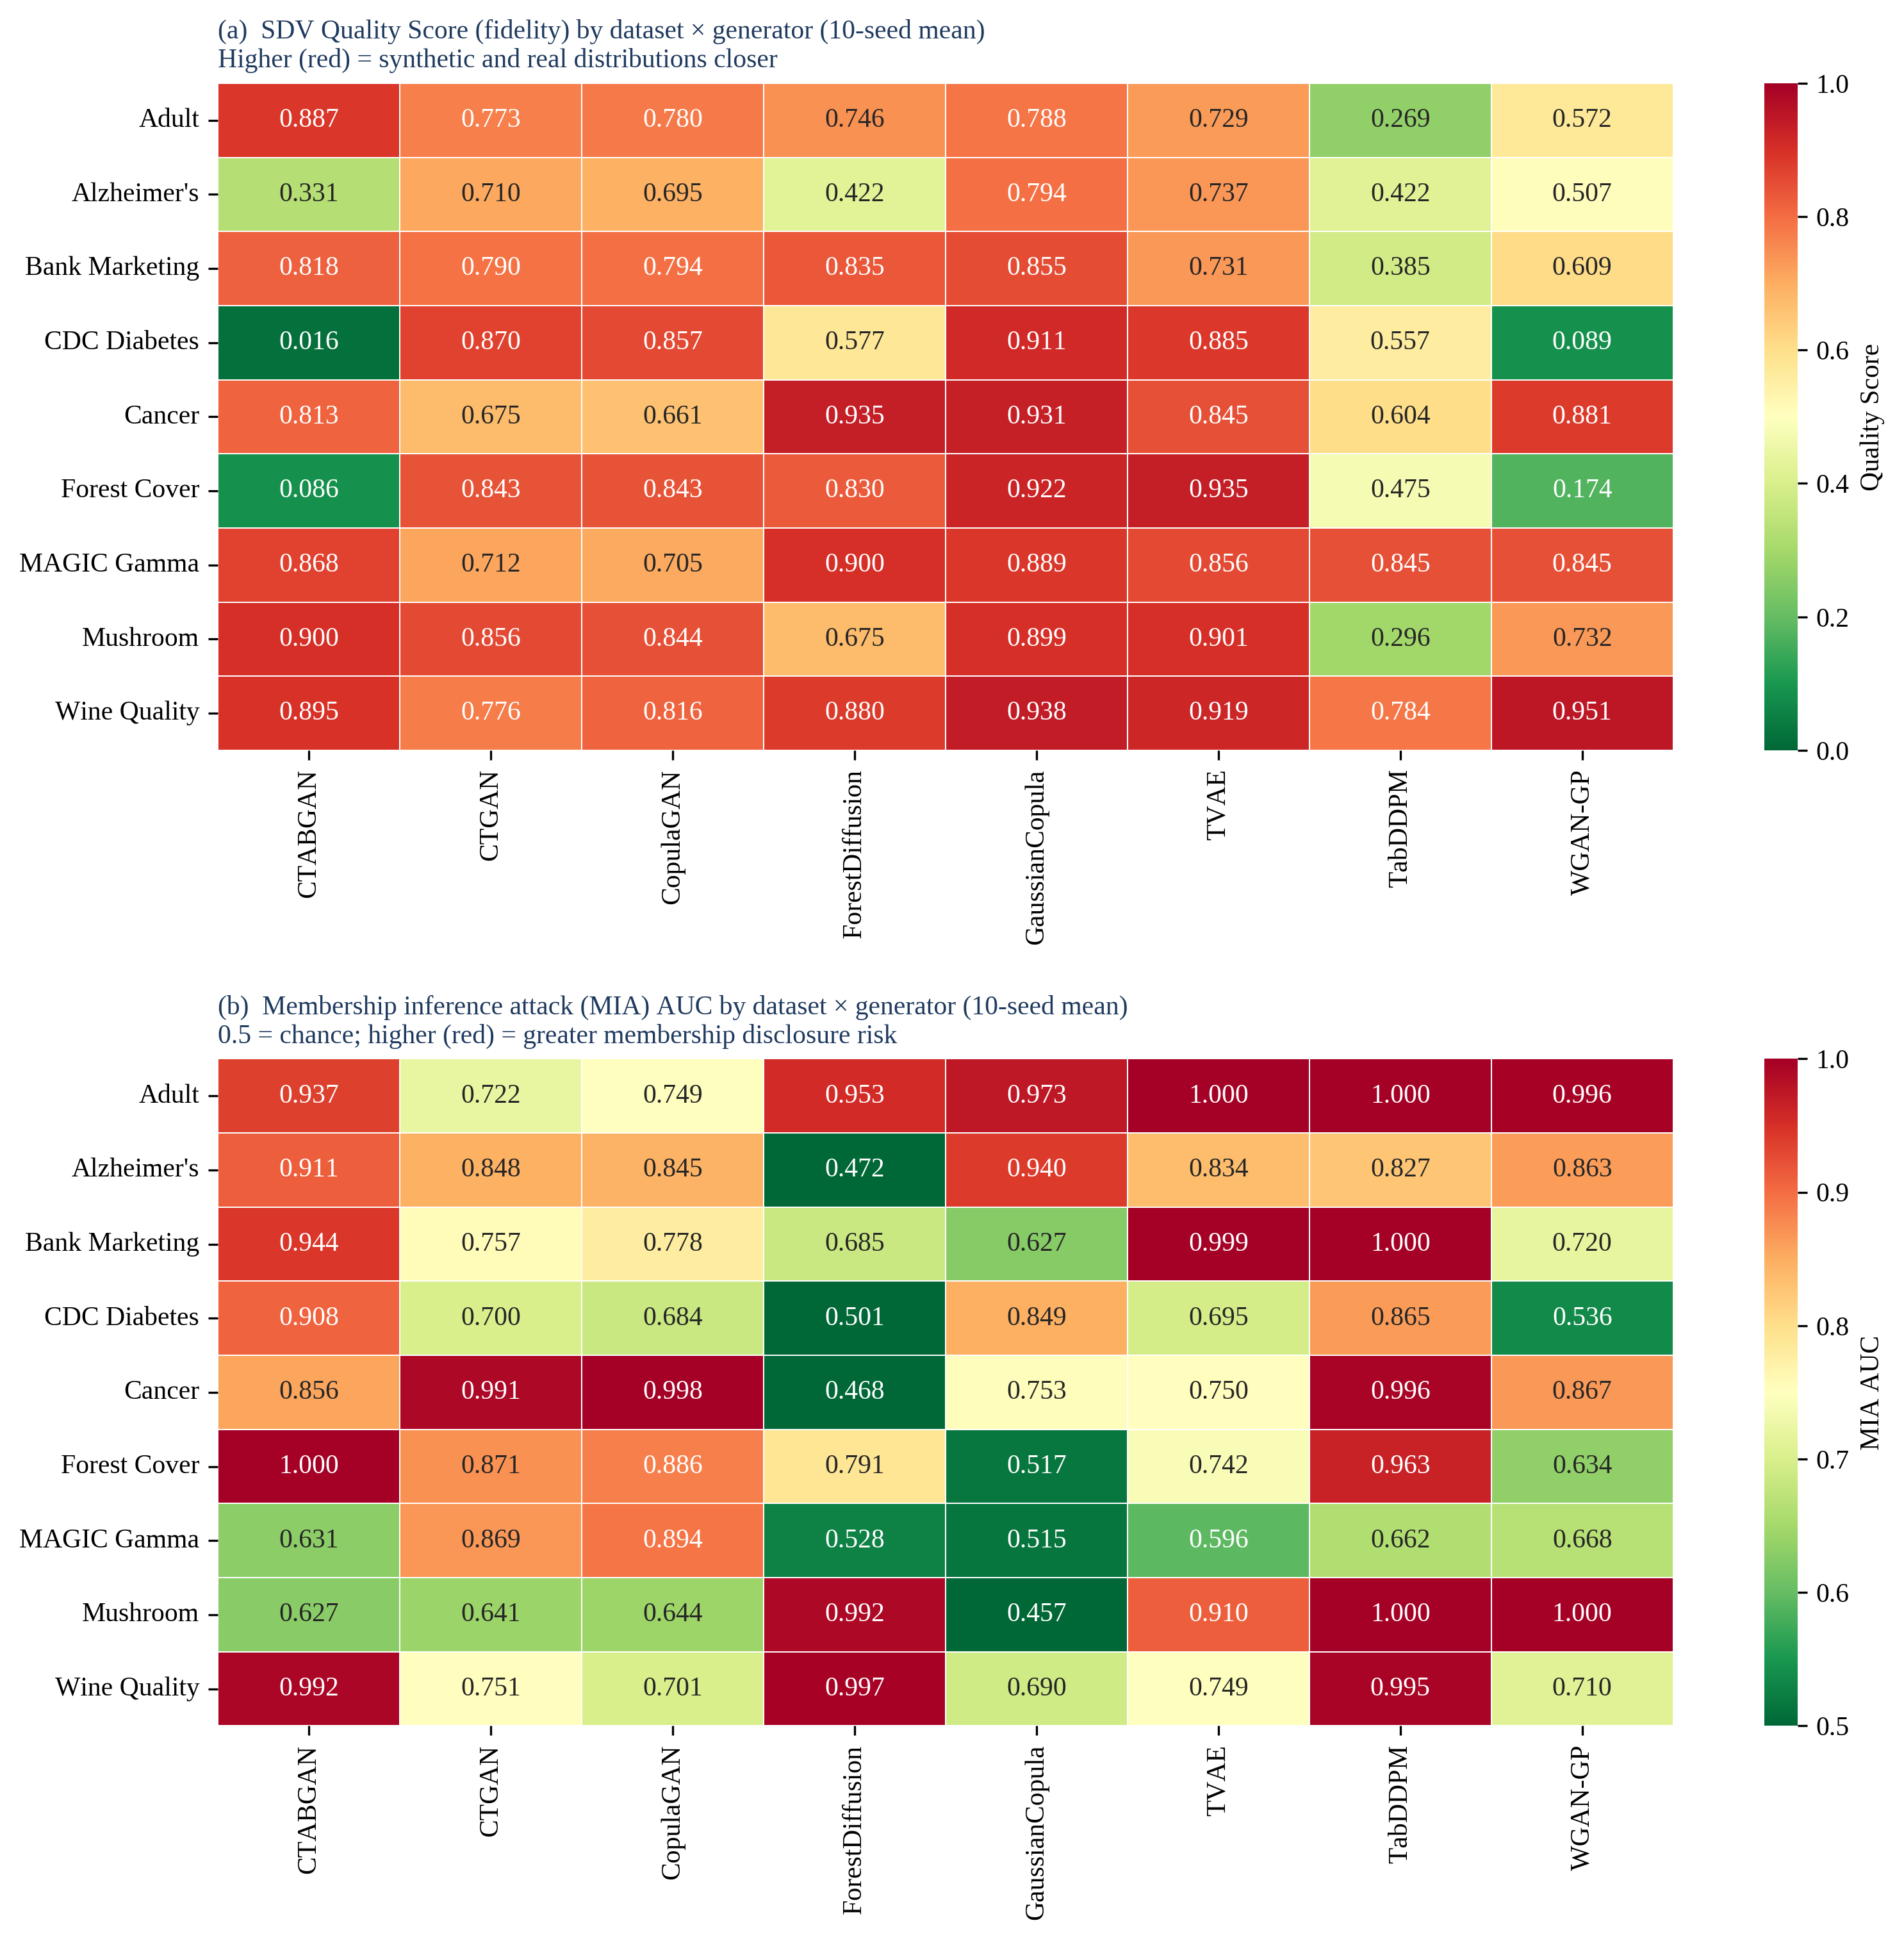 (a)  SDV Quality Score (fidelity) by dataset × generator (10-seed mean)
Higher (red) = synthetic and real distributions closer
Adult 0.887 0.773 0.780 0.746 0.788 0.729 0.269 0.572
Alzheimer's 0.331 0.710 0.695 0.422 0.794 0.737 0.422 0.507
Bank Marketing 0.818 0.790 0.794 0.835 0.855 0.731 0.385 0.609
CDC Diabetes 0.016 0.870 0.857 0.577 0.911 0.885 0.557 0.089
Cancer 0.813 0.675 0.661 0.935 0.931 0.845 0.604 0.881
Forest Cover 0.086 0.843 0.843 0.830 0.922 0.935 0.475 0.174
MAGIC Gamma 0.868 0.712 0.705 0.900 0.889 0.856 0.845 0.845
Mushroom 0.900 0.856 0.844 0.675 0.899 0.901 0.296 0.732
Wine Quality 0.895 0.776 0.816 0.880 0.938 0.919 0.784 0.951
CTABGAN CTGAN CopulaGAN ForestDiffusion GaussianCopula TVAE TabDDPM WGAN-GP
1.0
0.8
0.6
0.4
0.2
0.0
Quality Score
(b)  Membership inference attack (MIA) AUC by dataset × generator (10-seed mean)
0.5 = chance; higher (red) = greater membership disclosure risk
Adult 0.937 0.722 0.749 0.953 0.973 1.000 1.000 0.996
Alzheimer's 0.911 0.848 0.845 0.472 0.940 0.834 0.827 0.863
Bank Marketing 0.944 0.757 0.778 0.685 0.627 0.999 1.000 0.720
CDC Diabetes 0.908 0.700 0.684 0.501 0.849 0.695 0.865 0.536
Cancer 0.856 0.991 0.998 0.468 0.753 0.750 0.996 0.867
Forest Cover 1.000 0.871 0.886 0.791 0.517 0.742 0.963 0.634
MAGIC Gamma 0.631 0.869 0.894 0.528 0.515 0.596 0.662 0.668
Mushroom 0.627 0.641 0.644 0.992 0.457 0.910 1.000 1.000
Wine Quality 0.992 0.751 0.701 0.997 0.690 0.749 0.995 0.710
CTABGAN CTGAN CopulaGAN ForestDiffusion GaussianCopula TVAE TabDDPM WGAN-GP
1.0
0.9
0.8
0.7
0.6
0.5
MIA AUC